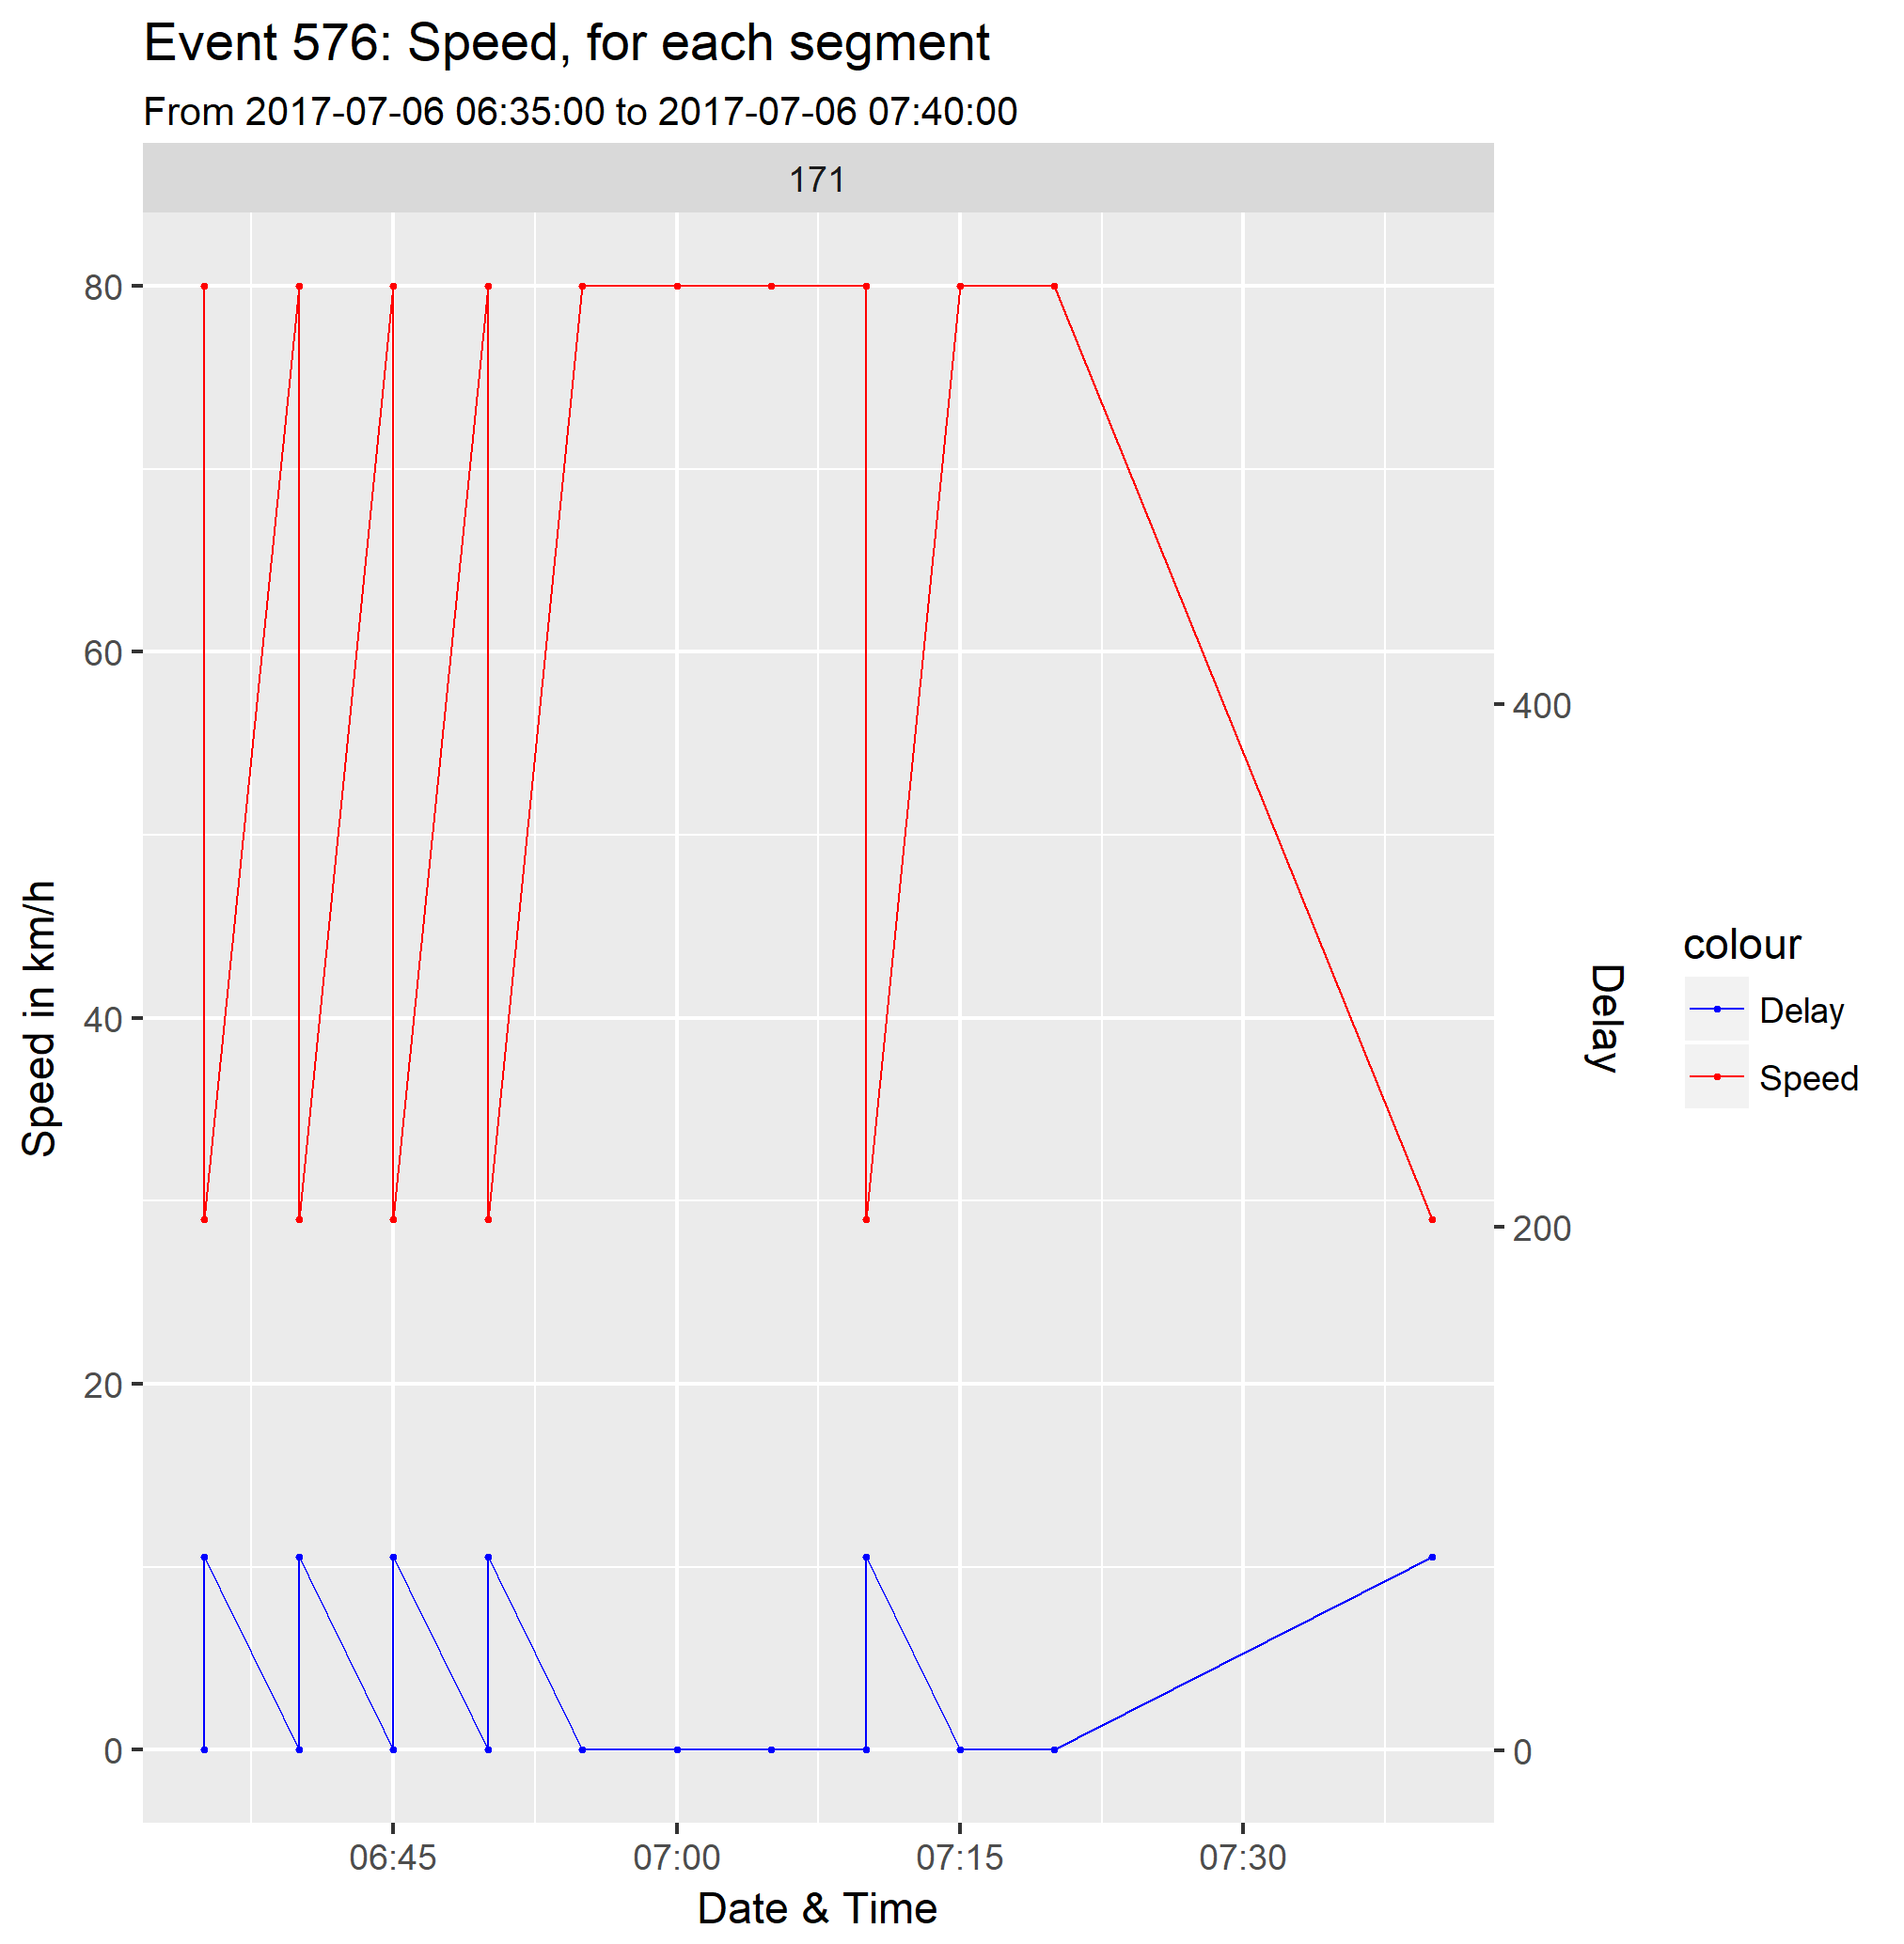 Event 576: Speed, for each segment
From 2017-07-06 06:35:00 to 2017-07-06 07:40:00
171
80
60
40
20
0
Speed in km/h
400
200
0
Delay
colour
Delay
Speed
06:45
07:00
07:15
07:30
Date & Time